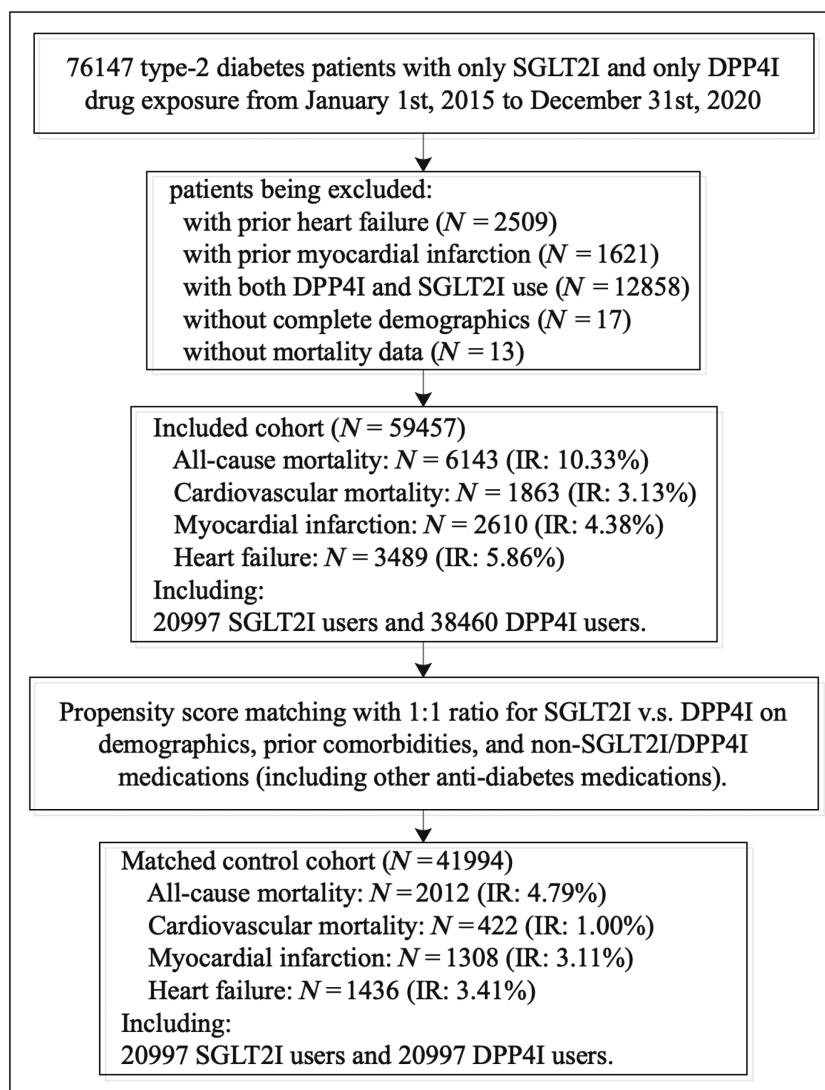 76147 type-2 diabetes patients with only SGLT2I and only DPP4I
drug exposure from January 1st, 2015 to December 31st, 2020
patients being excluded:
with prior heart failure (N = 2509)
with prior myocardial infarction (N = 1621)
with both DPP4I and SGLT2I use (N = 12858)
without complete demographics (N = 17)
without mortality data (N = 13)
Included cohort (N = 59457)
All-cause mortality: N = 6143 (IR: 10.33%)
Cardiovascular mortality: N = 1863 (IR: 3.13%)
Myocardial infarction: N = 2610 (IR: 4.38%)
Heart failure: N = 3489 (IR: 5.86%)
Including:
20997 SGLT2I users and 38460 DPP4I users.
Propensity score matching with 1:1 ratio for SGLT2I v.s. DPP4I on
demographics, prior comorbidities, and non-SGLT2I/DPP4I
medications (including other anti-diabetes medications).
Matched control cohort (N = 41994)
All-cause mortality: N = 2012 (IR: 4.79%)
Cardiovascular mortality: N = 422 (IR: 1.00%)
Myocardial infarction: N = 1308 (IR: 3.11%)
Heart failure: N = 1436 (IR: 3.41%)
Including:
20997 SGLT2I users and 20997 DPP4I users.